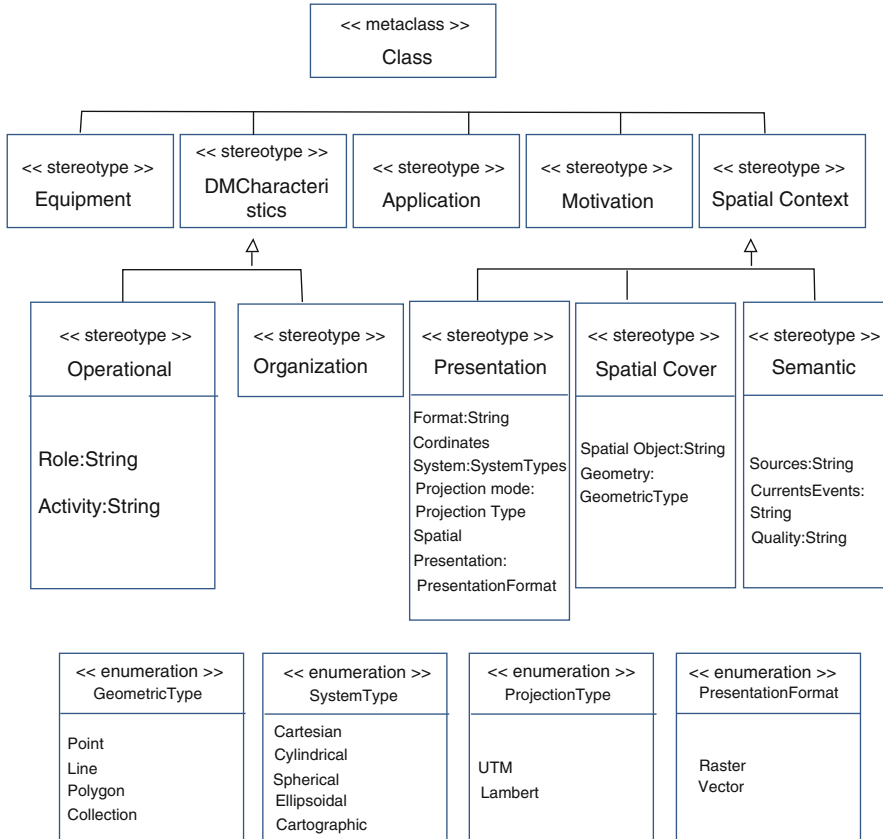 << metaclass >>
Class
<< stereotype >>
Equipment
<< stereotype >>
DMCharacteri
stics
<< stereotype >>
Application
<< stereotype >>
Motivation
<< stereotype >>
Spatial Context
<< stereotype >>
Operational
Role:String
Activity:String
<< stereotype >>
Organization
<< stereotype >>
Presentation
Format:String
Cordinates
System:SystemTypes
Projection mode:
Projection Type
Spatial
Presentation:
PresentationFormat
<< stereotype >>
Spatial Cover
Spatial Object:String
Geometry:
GeometricType
<< stereotype >>
Semantic
Sources:String
CurrentsEvents:
String
Quality:String
<< enumeration >>
GeometricType
Point
Line
Polygon
Collection
<< enumeration >>
SystemType
Cartesian
Cylindrical
Spherical
Ellipsoidal
Cartographic
<< enumeration >>
ProjectionType
UTM
Lambert
<< enumeration >>
PresentationFormat
Raster
Vector